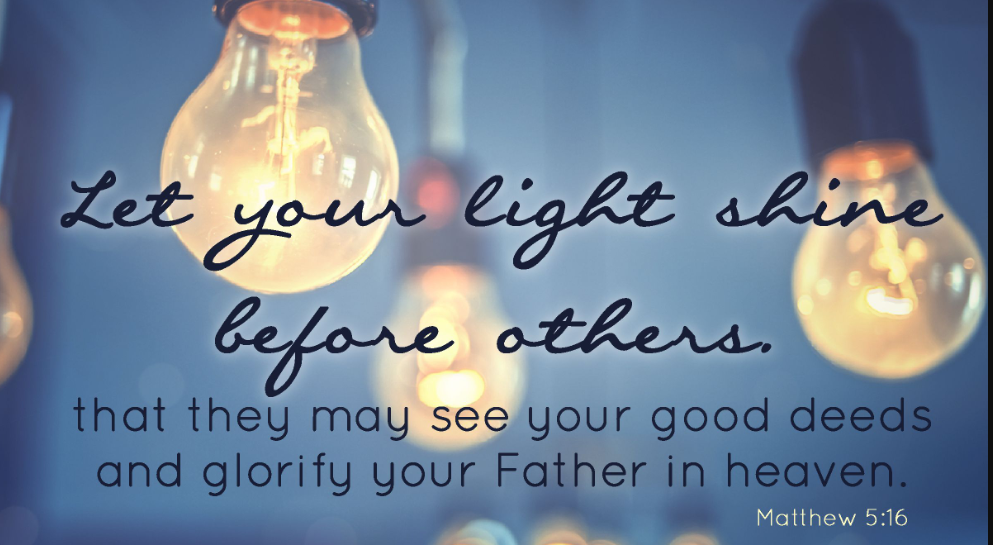 Let your light shine
before others.
that they may see your good deeds
and glorify your Father in heaven.
Matthew 5:16